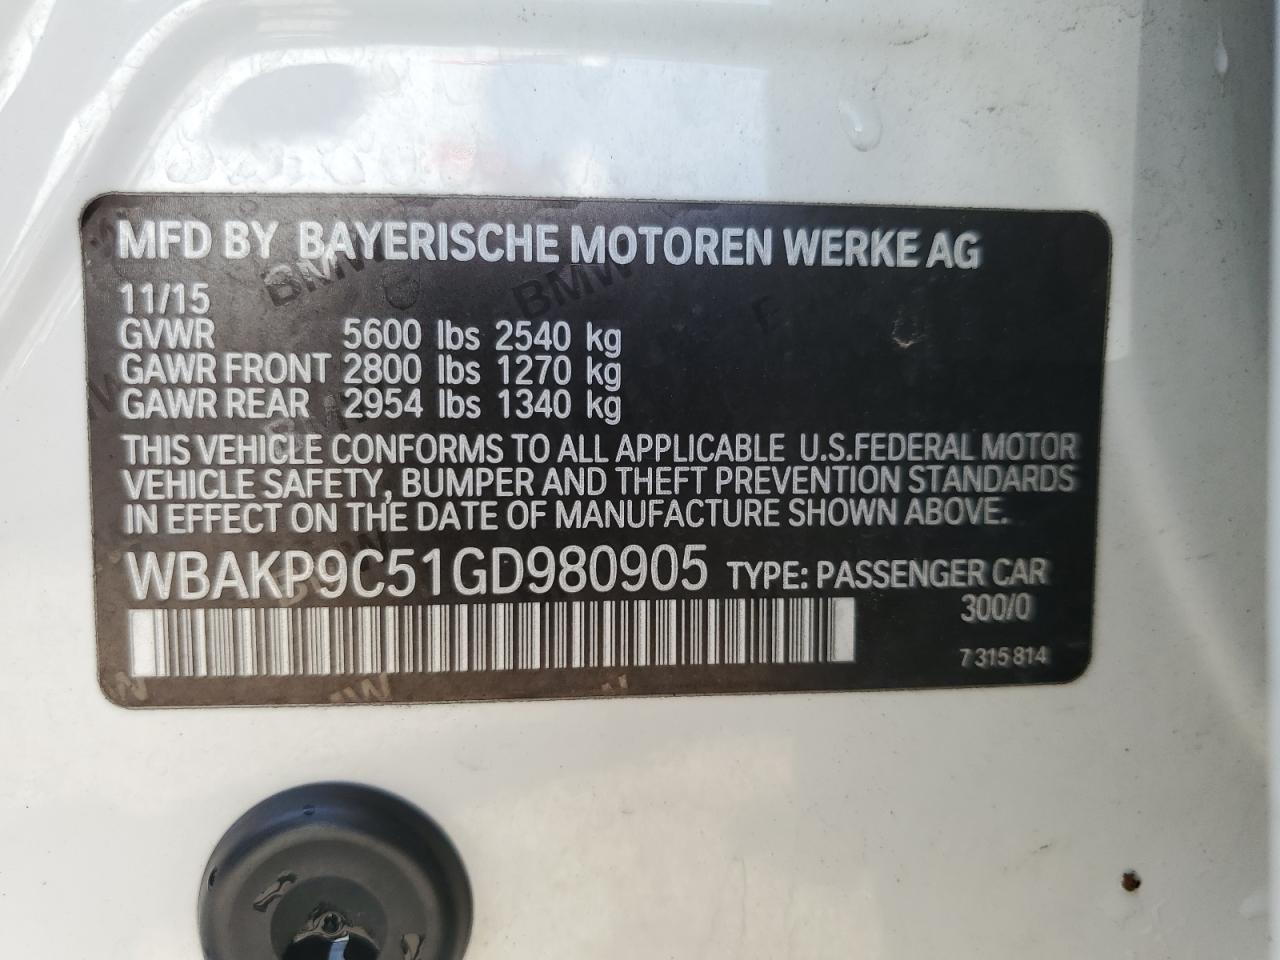 MFD BY BAYERISCHE MOTOREN WERKE AG
11/15
GVWR 5600 lbs 2540 kg
GAWR FRONT 2800 lbs 1270 kg
GAWR REAR 2954 lbs 1340 kg
THIS VEHICLE CONFORMS TO ALL APPLICABLE U.S.FEDERAL MOTOR
VEHICLE SAFETY, BUMPER AND THEFT PREVENTION STANDARDS
IN EFFECT ON THE DATE OF MANUFACTURE SHOWN ABOVE.
WBAKP9C51GD980905 TYPE: PASSENGER CAR
300/0
7 315 814
BMW
BMW
BMW